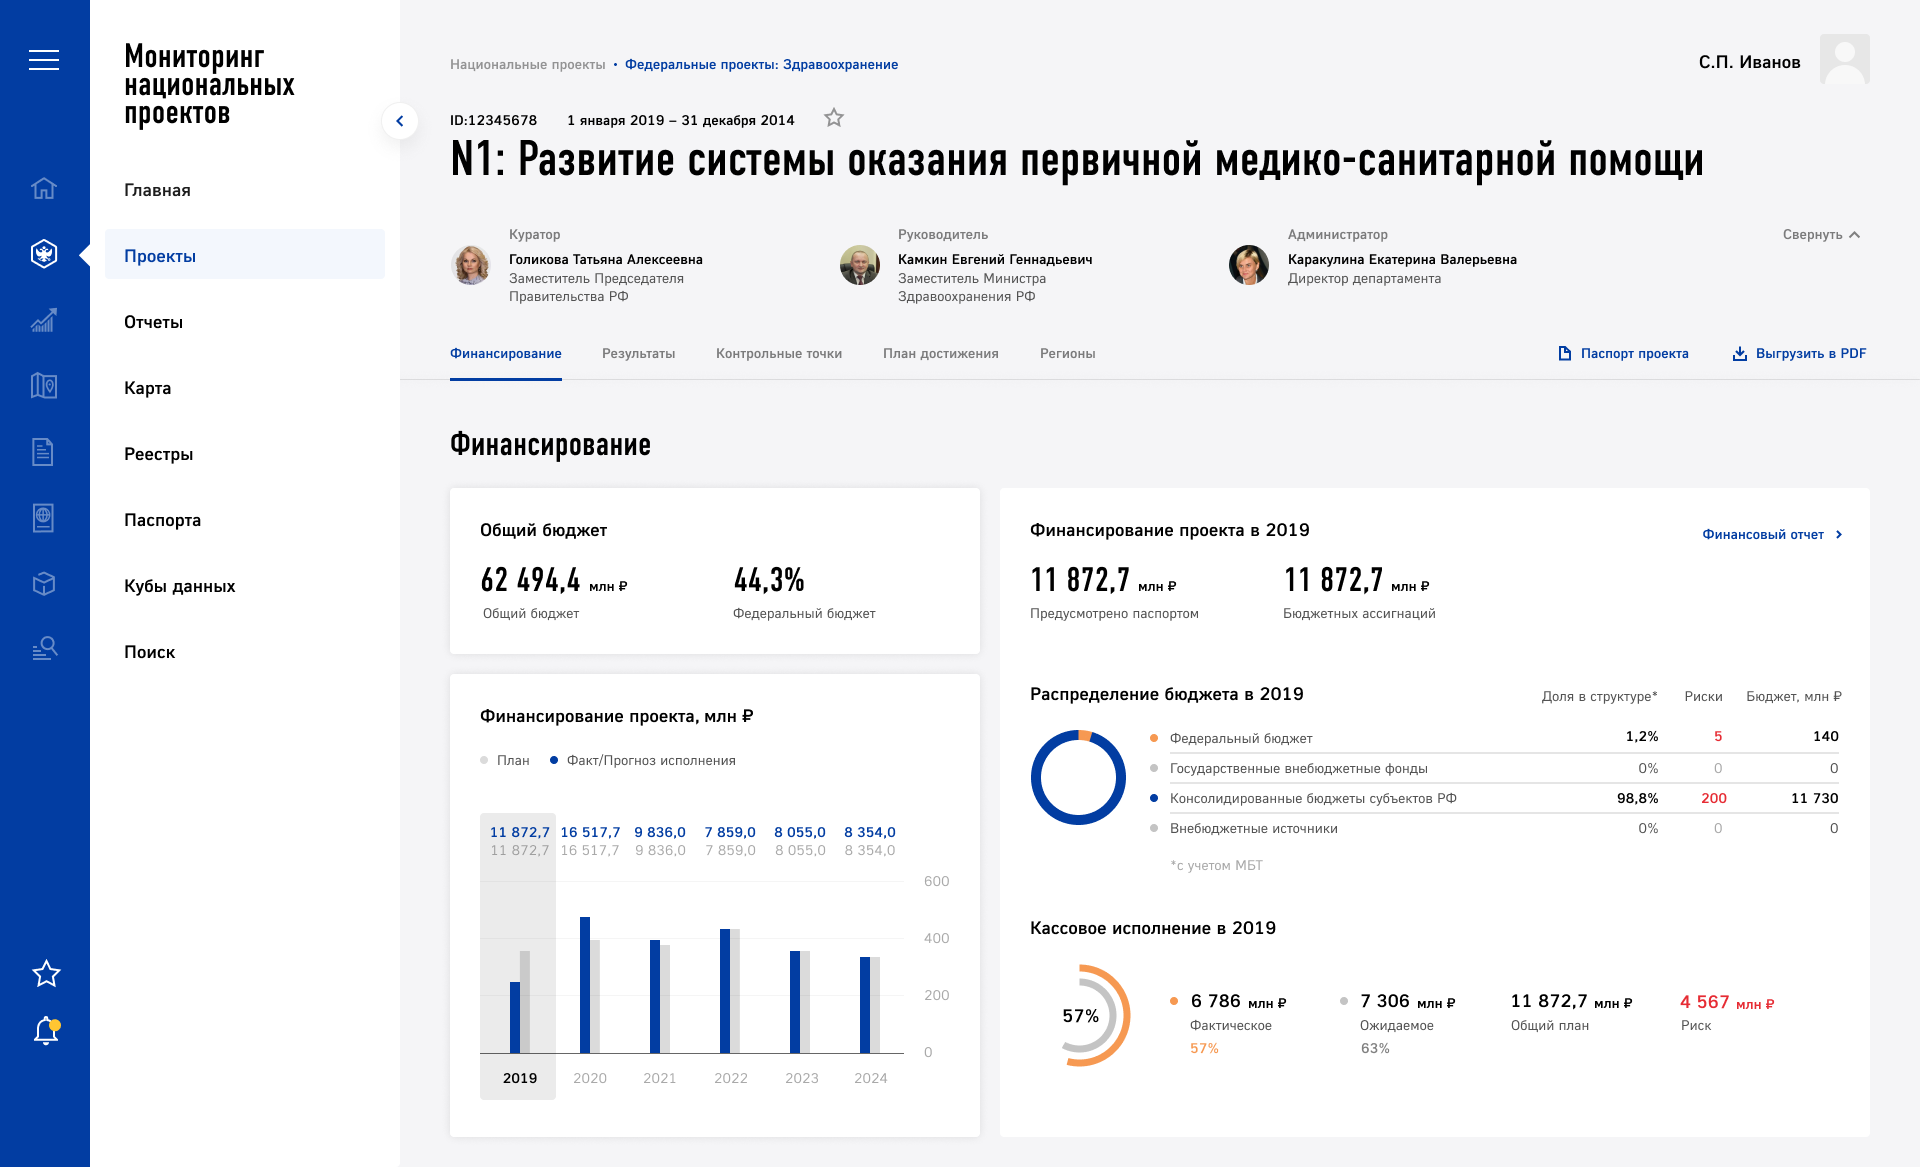 Мониторинг
национальных
проектов
Главная
Проекты
Отчеты
Карта
Реестры
Паспорта
Кубы данных
Поиск
Национальные проекты • Федеральные проекты: Здравоохранение
С.П. Иванов
ID:12345678 1 января 2019 – 31 декабря 2014
N1: Развитие системы оказания первичной медико-санитарной помощи
Куратор
Голикова Татьяна Алексеевна
Заместитель Председателя
Правительства РФ
Руководитель
Камкин Евгений Геннадьевич
Заместитель Министра
Здравоохранения РФ
Администратор
Каракулина Екатерина Валерьевна
Директор департамента
Свернуть
Финансирование Результаты Контрольные точки План достижения Регионы
Паспорт проекта Выгрузить в PDF
Финансирование
Общий бюджет
62 494,4 млн ₽ 44,3%
Общий бюджет Федеральный бюджет
Финансирование проекта, млн ₽
План Факт/Прогноз исполнения
11 872,7 16 517,7 9 836,0 7 859,0 8 055,0 8 354,0
11 872,7 16 517,7 9 836,0 7 859,0 8 055,0 8 354,0
600
400
200
0
2019 2020 2021 2022 2023 2024
Финансирование проекта в 2019
Финансовый отчет
11 872,7 млн ₽ 11 872,7 млн ₽
Предусмотрено паспортом Бюджетных ассигнаций
Распределение бюджета в 2019 Доля в структуре* Риски Бюджет, млн ₽
Федеральный бюджет 1,2% 5 140
Государственные внебюджетные фонды 0% 0 0
Консолидированные бюджеты субъектов РФ 98,8% 200 11 730
Внебюджетные источники 0% 0 0
*с учетом МБТ
Кассовое исполнение в 2019
57%
6 786 млн ₽ 7 306 млн ₽ 11 872,7 млн ₽ 4 567 млн ₽
Фактическое Ожидаемое Общий план Риск
57% 63%